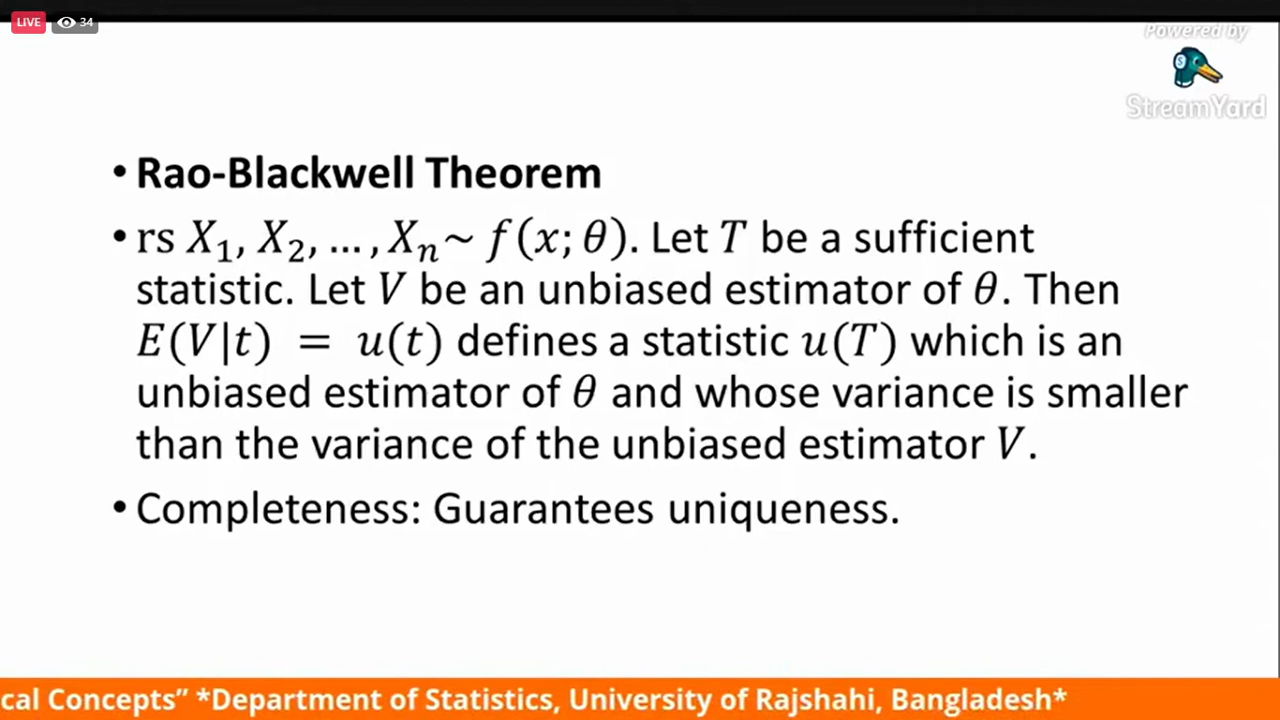 LIVE 34
Powered by
StreamYard
• Rao-Blackwell Theorem
• rs X₁, X₂, … , Xₙ~ f(x; θ). Let T be a sufficient
statistic. Let V be an unbiased estimator of θ. Then
E(V|t) = u(t) defines a statistic u(T) which is an
unbiased estimator of θ and whose variance is smaller
than the variance of the unbiased estimator V.
• Completeness: Guarantees uniqueness.
cal Concepts” *Department of Statistics, University of Rajshahi, Bangladesh*